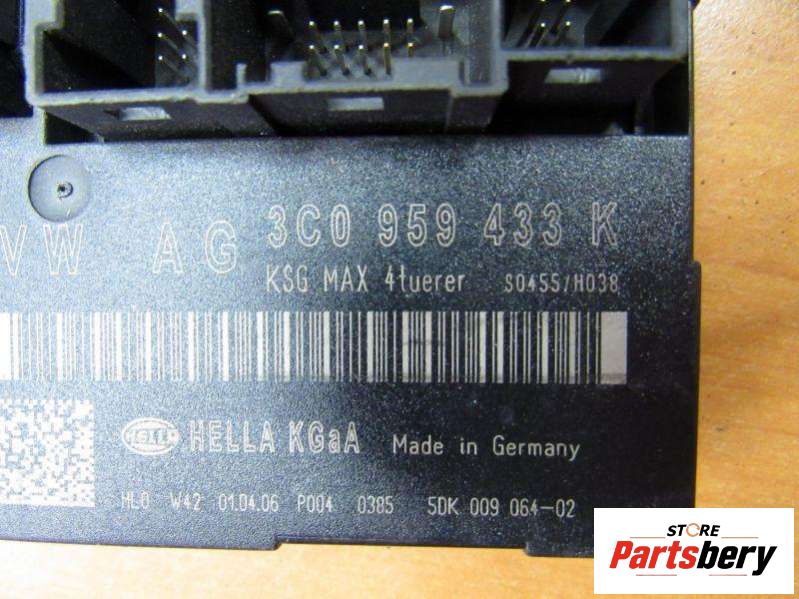 VW AG 3C0 959 433 K
KSG MAX 4tuerer S0455/H038
HELLA HELLA KGaA Made in Germany
HL0 W42 01.04.06 P004 0385 5DK 009 064-02
STORE
Partsbery